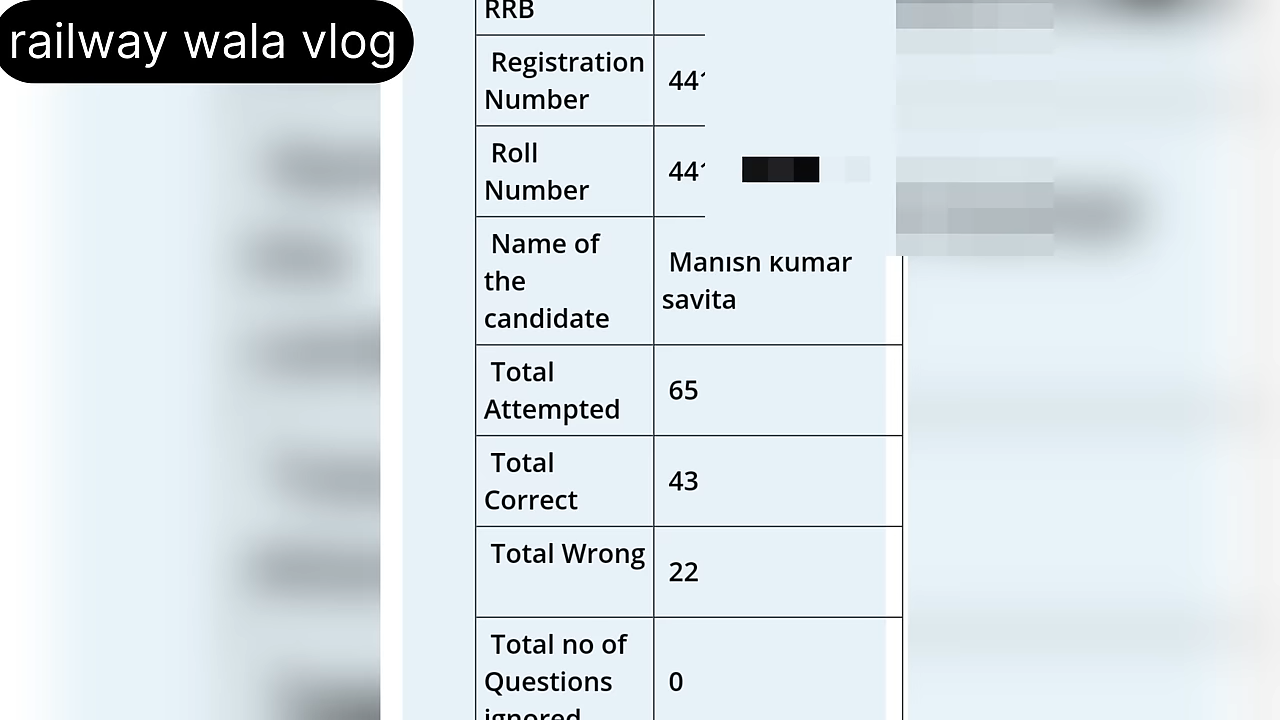 railway wala vlog
RRB
Registration
Number
44
Roll
Number
44
Name of
the
candidate
Manish kumar
savita
Total
Attempted
65
Total
Correct
43
Total Wrong
22
Total no of
Questions
ignored
0